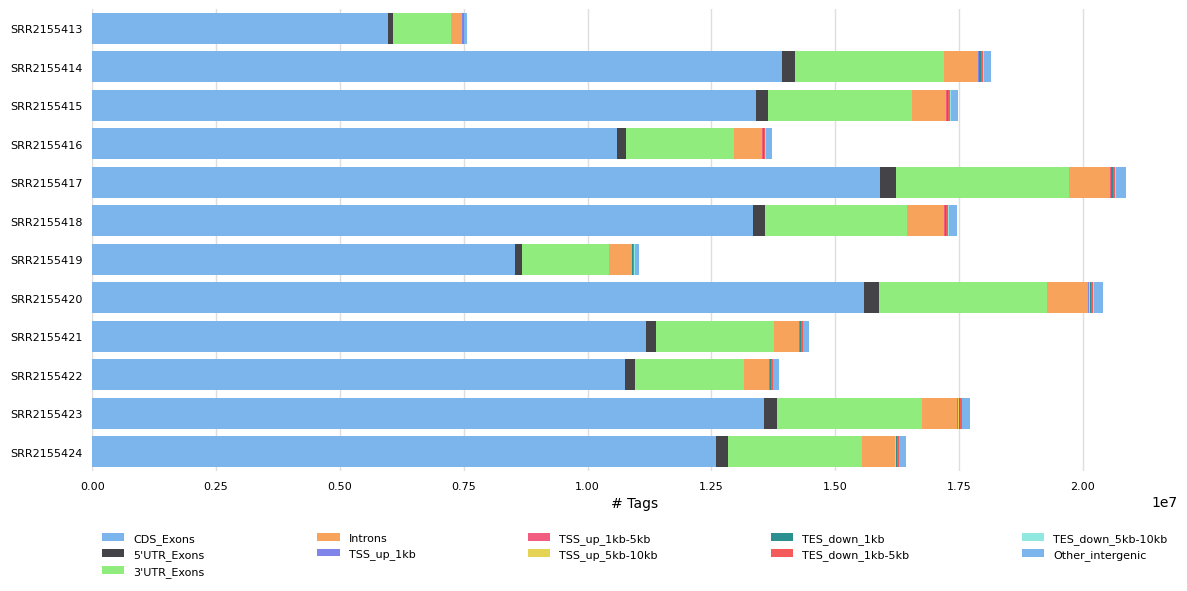 SRR2155413
SRR2155414
SRR2155415
SRR2155416
SRR2155417
SRR2155418
SRR2155419
SRR2155420
SRR2155421
SRR2155422
SRR2155423
SRR2155424
0.00 0.25 0.50 0.75 1.00 1.25 1.50 1.75 2.00
# Tags 1e7
CDS_Exons Introns TSS_up_1kb-5kb TES_down_1kb TES_down_5kb-10kb
5'UTR_Exons TSS_up_1kb TSS_up_5kb-10kb TES_down_1kb-5kb Other_intergenic
3'UTR_Exons